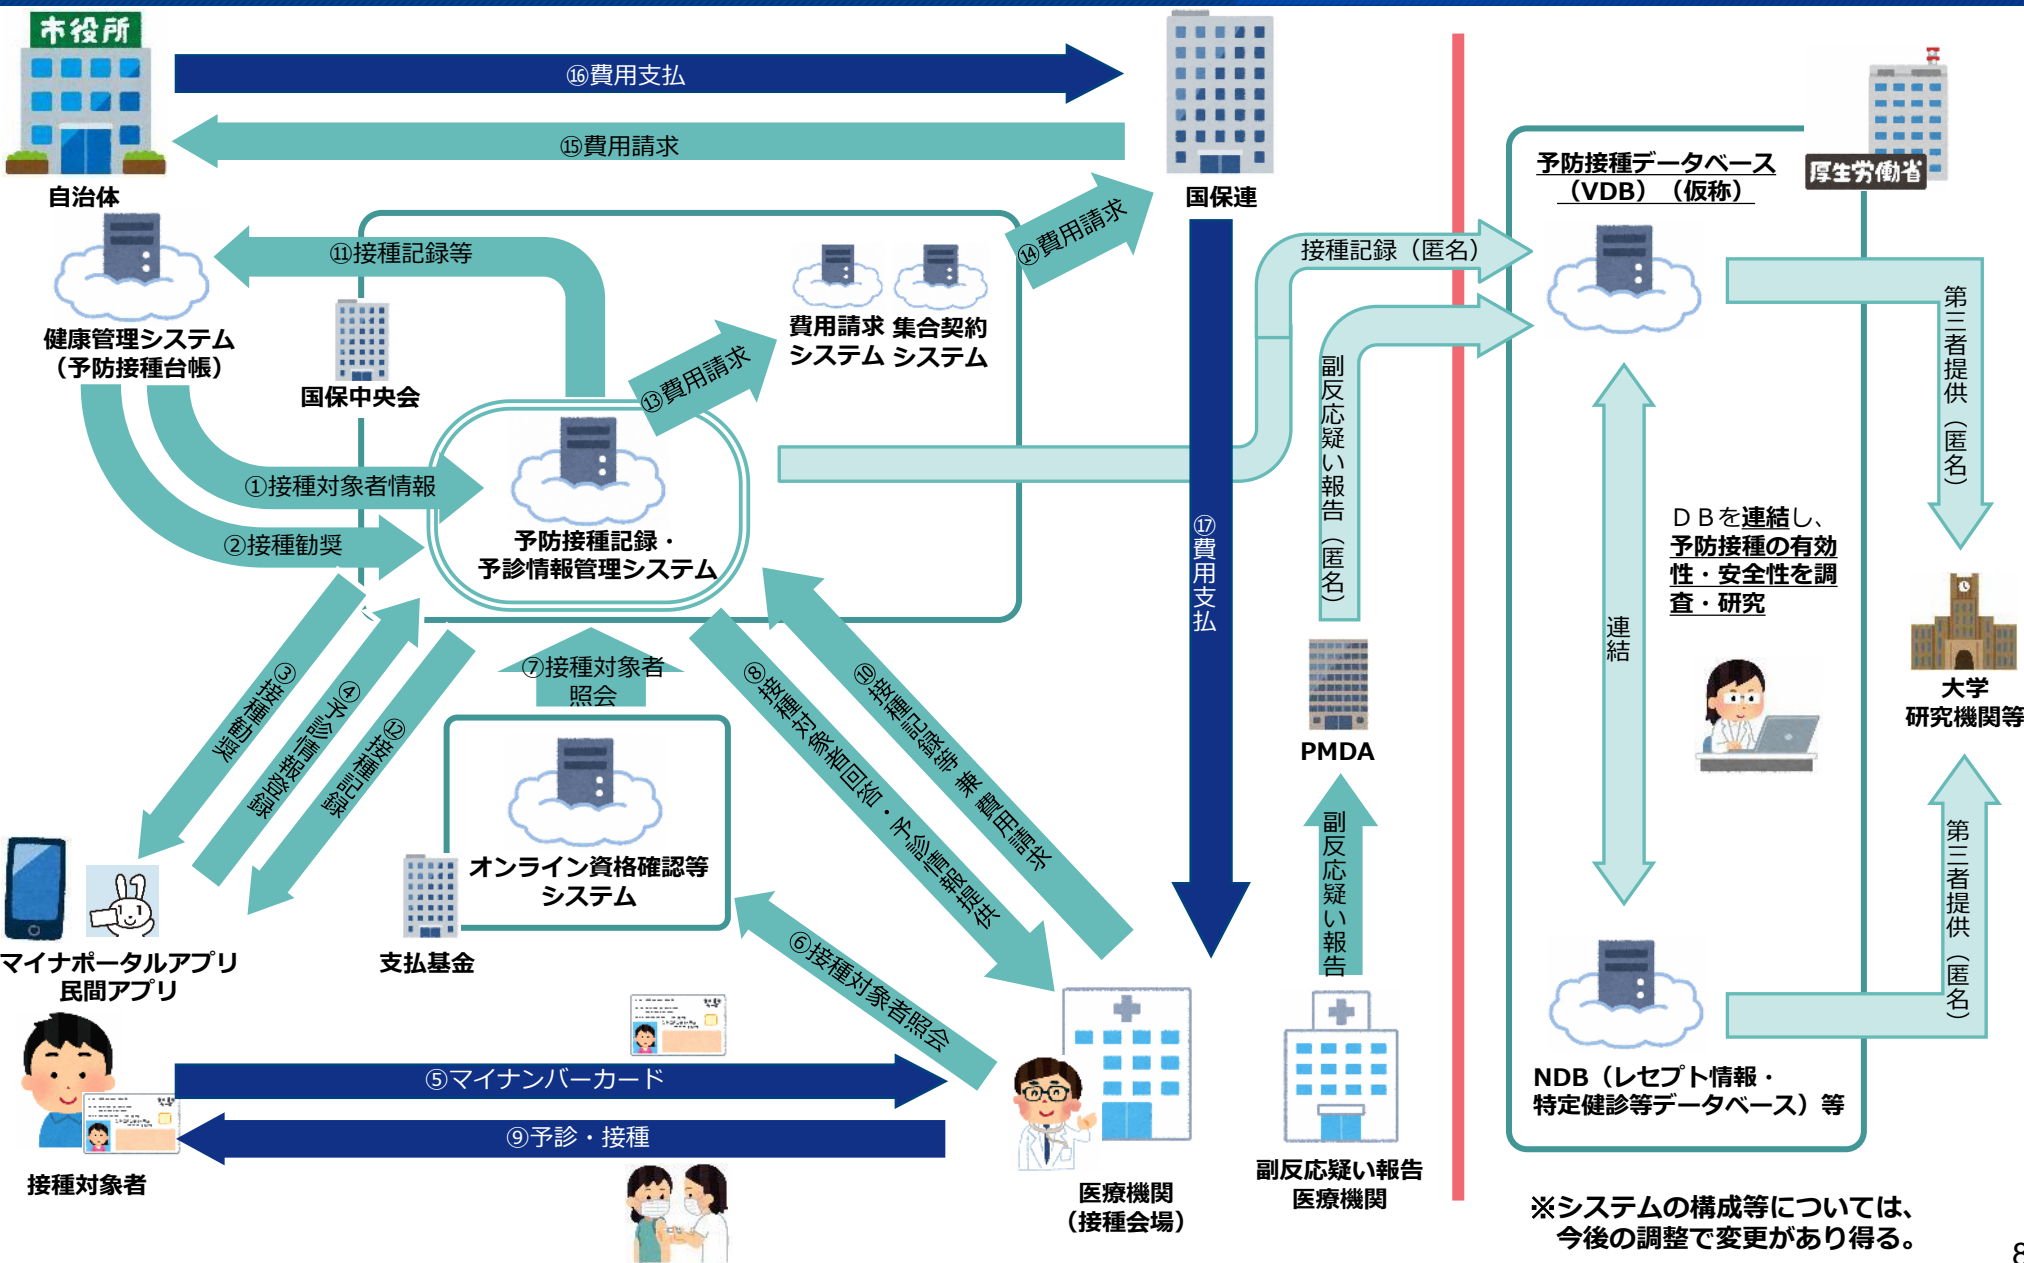 市役所
自治体
⑯費用支払
⑮費用請求
国保連
厚生労働省
予防接種データベース
（VDB）（仮称）
健康管理システム
（予防接種台帳）
⑪接種記録等
国保中央会
費用請求
システム
集合契約
システム
⑬費用請求
⑭費用請求
接種記録（匿名）
①接種対象者情報
②接種勧奨
予防接種記録・
予診情報管理システム
③接種勧奨
④予診情報登録
⑫接種記録
⑦接種対象者
照会
⑧接種対象者回答・予診情報提供
⑩接種記録等 兼 費用請求
⑰費用支払
副反応疑い報告（匿名）
PMDA
副反応疑い報告
第三者提供（匿名）
ＤＢを連結し、
予防接種の有効
性・安全性を調
査・研究
連結
大学
研究機関等
第三者提供（匿名）
オンライン資格確認等
システム
支払基金
⑥接種対象者照会
マイナポータルアプリ
民間アプリ
⑤マイナンバーカード
⑨予診・接種
接種対象者
医療機関
（接種会場）
副反応疑い報告
医療機関
NDB（レセプト情報・
特定健診等データベース）等
※システムの構成等については、
今後の調整で変更があり得る。
8